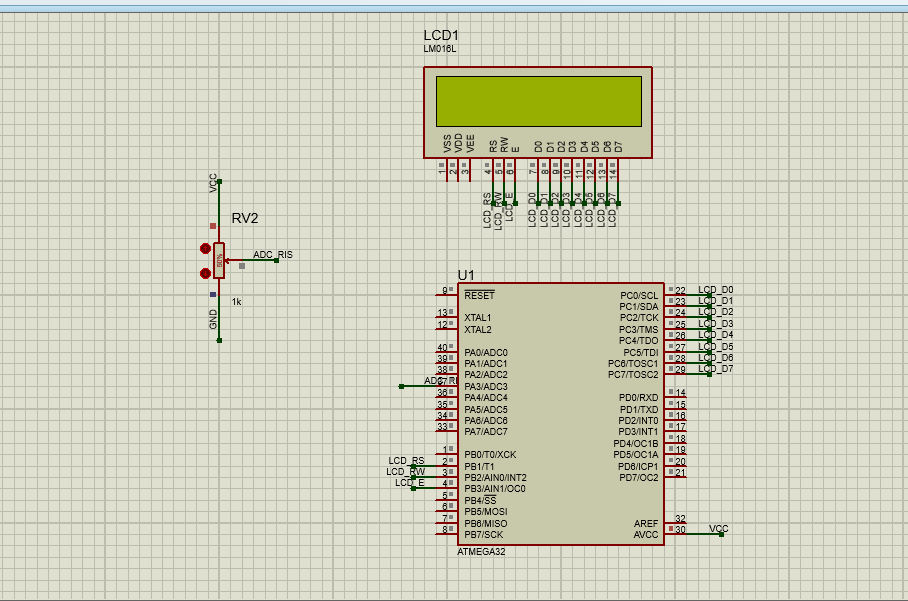 LCD1
LM016L
VSS
VDD
VEE
RS
RW
E
D0
D1
D2
D3
D4
D5
D6
D7
1
2
3
4
5
6
7
8
9
10
11
12
13
14
LCD_RS
LCD_RW
LCD_E
LCD_D0
LCD_D1
LCD_D2
LCD_D3
LCD_D4
LCD_D5
LCD_D6
LCD_D7
VCC
RV2
50%
ADC_RIS
1k
GND
U1
9 RESET
13 XTAL1
12 XTAL2
40 PA0/ADC0
39 PA1/ADC1
38 PA2/ADC2
37 PA3/ADC3
36 PA4/ADC4
35 PA5/ADC5
34 PA6/ADC6
33 PA7/ADC7
1 PB0/T0/XCK
LCD_RS 2 PB1/T1
LCD_RW 3 PB2/AIN0/INT2
LCD_E 4 PB3/AIN1/OC0
5 PB4/SS
6 PB5/MOSI
7 PB6/MISO
8 PB7/SCK
PC0/SCL 22 LCD_D0
PC1/SDA 23 LCD_D1
PC2/TCK 24 LCD_D2
PC3/TMS 25 LCD_D3
PC4/TDO 26 LCD_D4
PC5/TDI 27 LCD_D5
PC6/TOSC1 28 LCD_D6
PC7/TOSC2 29 LCD_D7
PD0/RXD 14
PD1/TXD 15
PD2/INT0 16
PD3/INT1 17
PD4/OC1B 18
PD5/OC1A 19
PD6/ICP1 20
PD7/OC2 21
AREF 32
AVCC 30 VCC
ATMEGA32